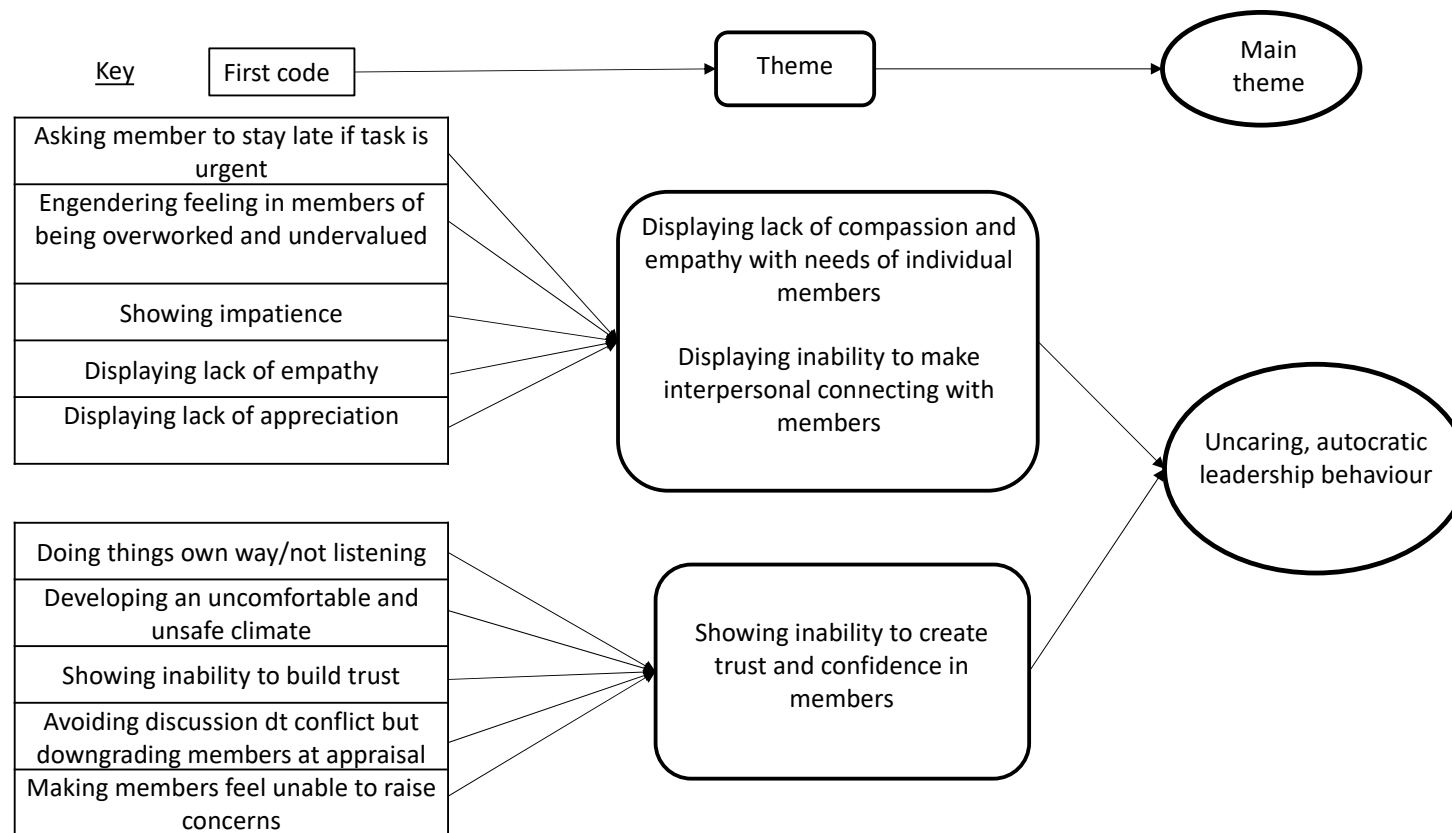 Key
First code
Theme
Main
theme
Asking member to stay late if task is
urgent
Engendering feeling in members of
being overworked and undervalued
Showing impatience
Displaying lack of empathy
Displaying lack of appreciation
Displaying lack of compassion and
empathy with needs of individual
members
Displaying inability to make
interpersonal connecting with
members
Doing things own way/not listening
Developing an uncomfortable and
unsafe climate
Showing inability to build trust
Avoiding discussion dt conflict but
downgrading members at appraisal
Making members feel unable to raise
concerns
Showing inability to create
trust and confidence in
members
Uncaring, autocratic
leadership behaviour